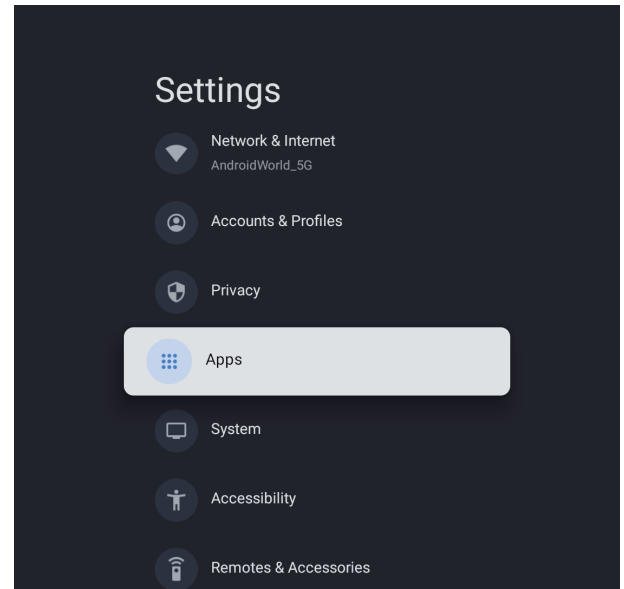 Settings
Network & Internet
AndroidWorld_5G
Accounts & Profiles
Privacy
Apps
System
Accessibility
Remotes & Accessories